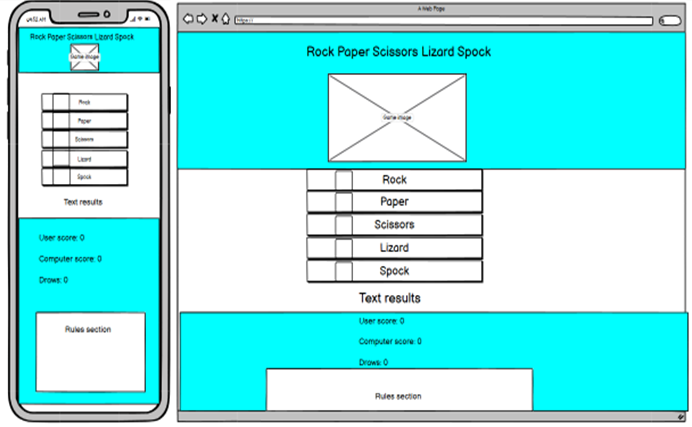 Rock Paper Scissors Lizard Spock
Game image
Rock
Paper
Scissors
Lizard
Spock
Text results
User score: 0
Computer score: 0
Draws: 0
Rules section
A Web Page
https://
Rock Paper Scissors Lizard Spock
Game image
Rock
Paper
Scissors
Lizard
Spock
Text results
User score: 0
Computer score: 0
Draws: 0
Rules section